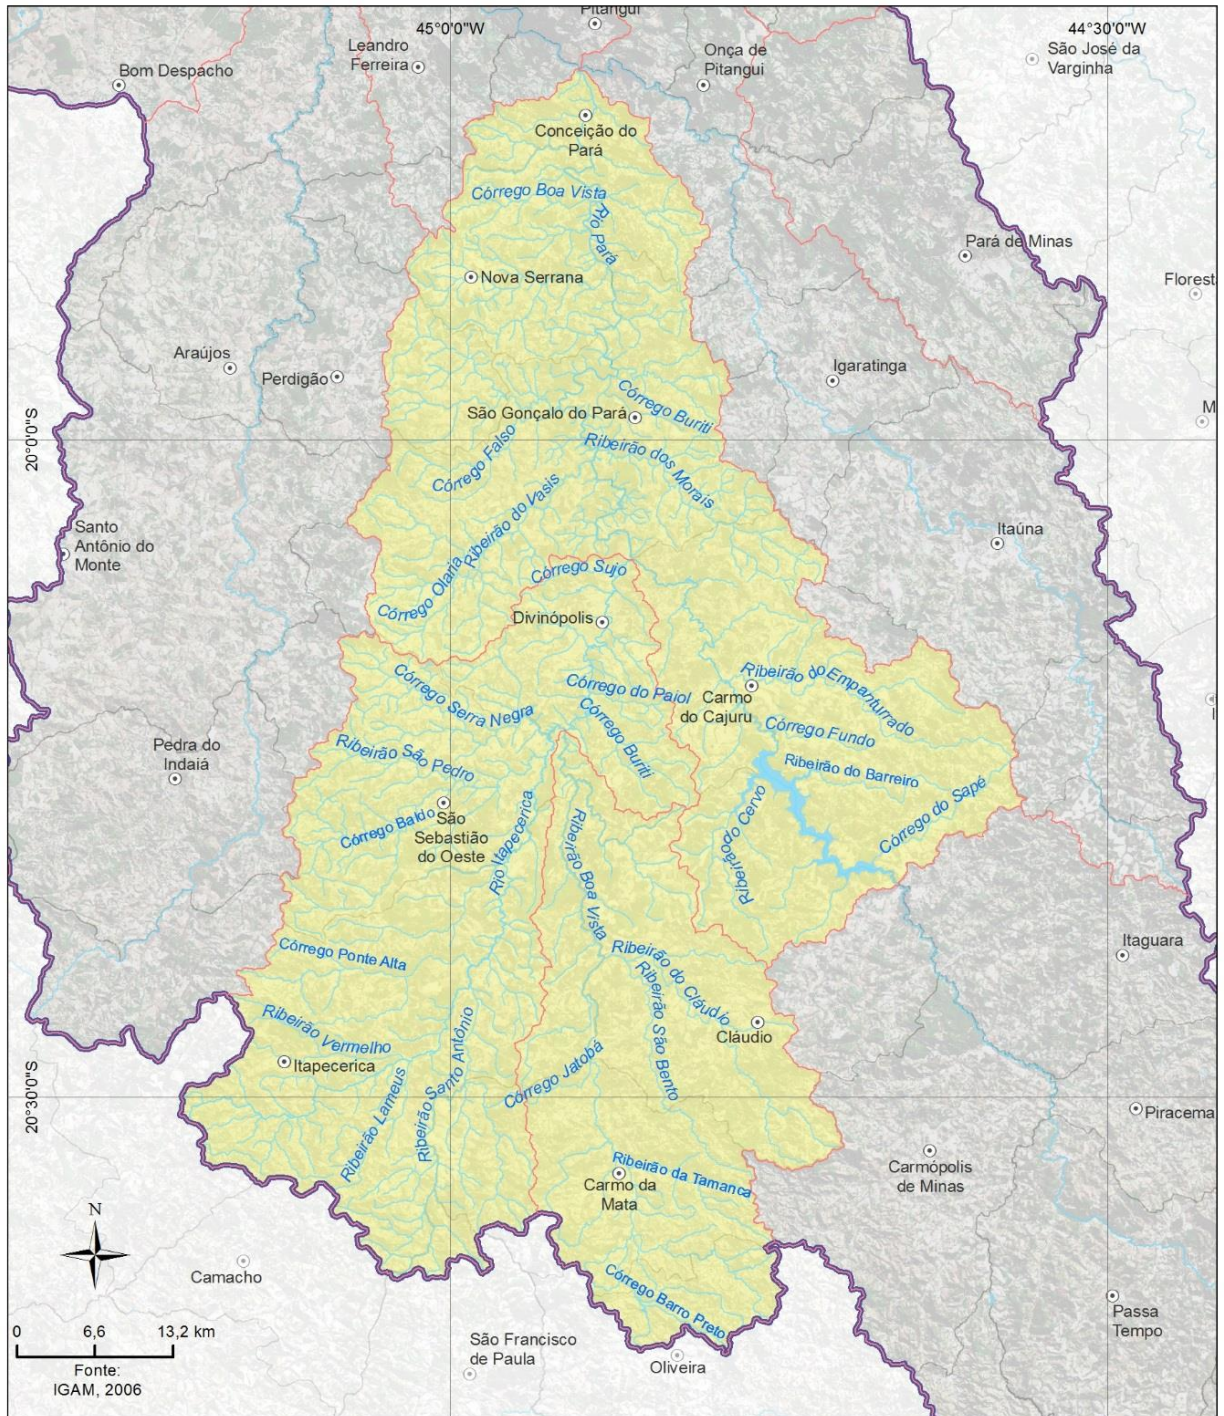 Pitangui
45°0'0"W
44°30'0"W
Leandro
Ferreira
Onça de
Pitangui
São José da
Varginha
Bom Despacho
Conceição do
Pará
Córrego Boa Vista
Rio Pará
Pará de Minas
Nova Serrana
Florest
Araújos
Perdigão
Igaratinga
Córrego Buriti
São Gonçalo do Pará
M
20°0'0"S
Córrego Falso
Ribeirão dos Morais
Ribeirão do Vasis
Santo
Antônio do
Monte
Itaúna
Córrego Olaria
Córrego Sujo
Divinópolis
Córrego Serra Negra
Córrego do Paiol
Ribeirão do Empanturrado
Carmo
do Cajuru
Córrego Buriti
Córrego Fundo
Pedra do
Indaiá
Ribeirão São Pedro
Ribeirão do Barreiro
Córrego do Sapé
Córrego Baldo
São
Sebastião
do Oeste
Rio Itapecerica
Ribeirão Boa Vista
Ribeirão do Cervo
Córrego Ponte Alta
Ribeirão do Cláudio
Itaguara
Ribeirão São Bento
Cláudio
Ribeirão Vermelho
Itapecerica
Ribeirão Santo Antônio
Córrego Jatobá
Ribeirão Lameus
20°30'0"S
Piracema
Carmópolis
de Minas
Ribeirão da Tamanca
Carmo da
Mata
N
Camacho
Córrego Barro Preto
Passa
Tempo
0 6,6 13,2 km
Fonte:
IGAM, 2006
São Francisco
de Paula
Oliveira